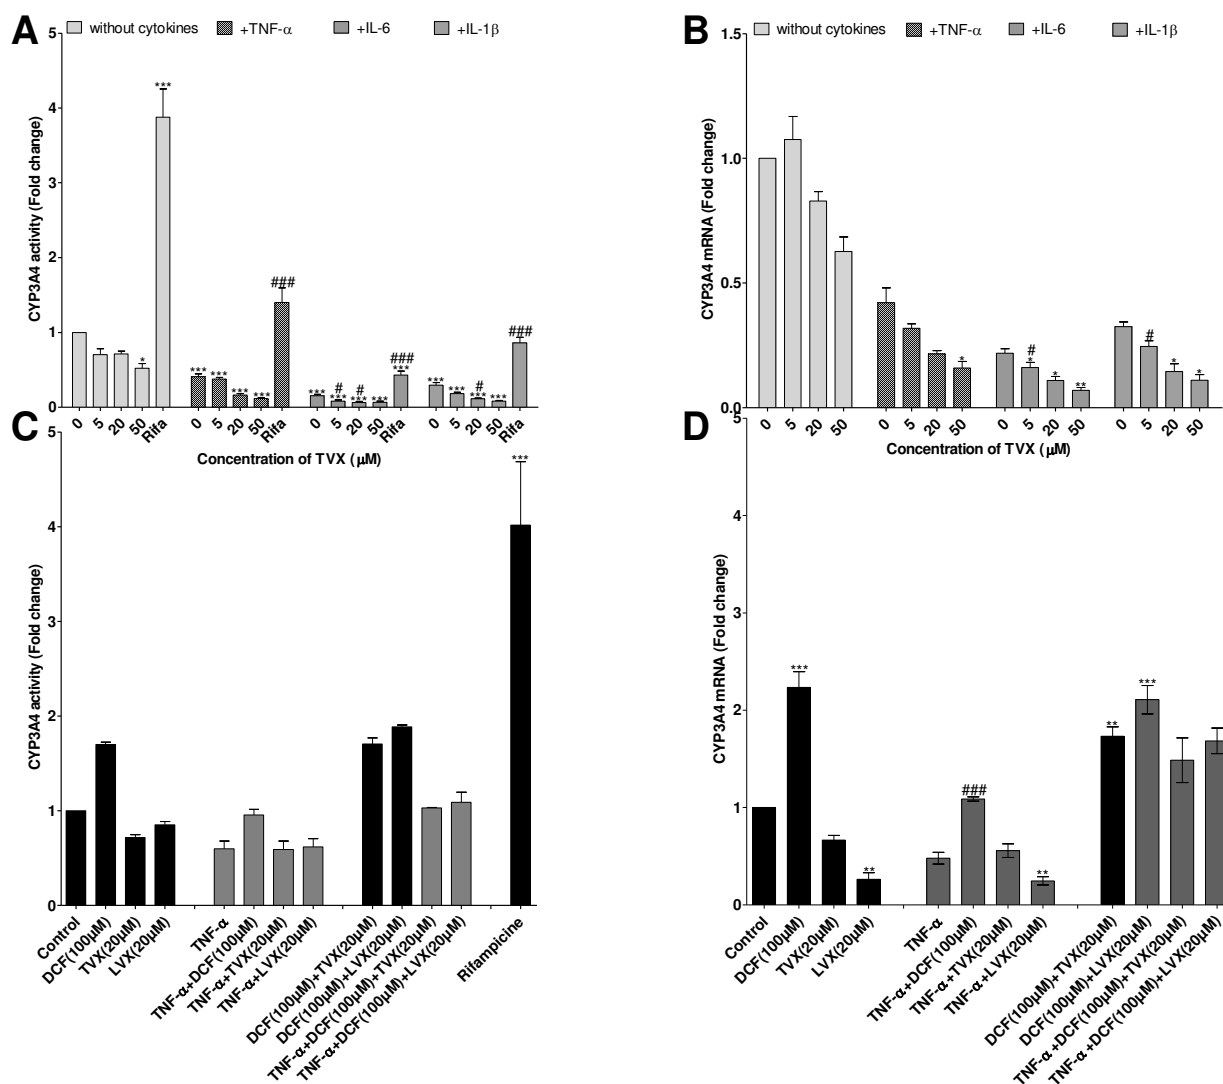 A
without cytokines
+TNF-α
+IL-6
+IL-1β
CYP3A4 activity (Fold change)
5
4
3
2
1
0
***
*
***
***
***
***
###
***
#
***
#
***
***
###
***
***
***
#
***
***
###
0 5 20 50 Rifa 0 5 20 50 Rifa 0 5 20 50 Rifa 0 5 20 50 Rifa
Concentration of TVX (µM)
B
without cytokines
+TNF-α
+IL-6
+IL-1β
CYP3A4 mRNA (Fold change)
1.5
1.0
0.5
0.0
*
#
*
*
**
#
*
*
0 5 20 50 0 5 20 50 0 5 20 50 0 5 20 50
Concentration of TVX (µM)
C
CYP3A4 activity (Fold change)
5
4
3
2
1
0
***
Control
DCF(100µM)
TVX(20µM)
LVX(20µM)
TNF-α
TNF-α+DCF(100µM)
TNF-α+TVX(20µM)
TNF-α+LVX(20µM)
DCF(100µM)+TVX(20µM)
DCF(100µM)+LVX(20µM)
TNF-α+DCF(100µM)+TVX(20µM)
TNF-α+DCF(100µM)+LVX(20µM)
Rifampicine
D
CYP3A4 mRNA (Fold change)
5
4
3
2
1
0
***
**
###
**
**
***
Control
DCF(100µM)
TVX(20µM)
LVX(20µM)
TNF-α
TNF-α+DCF(100µM)
TNF-α+TVX(20µM)
TNF-α+LVX(20µM)
DCF(100µM)+TVX(20µM)
DCF(100µM)+LVX(20µM)
TNF-α+DCF(100µM)+TVX(20µM)
TNF-α+DCF(100µM)+LVX(20µM)